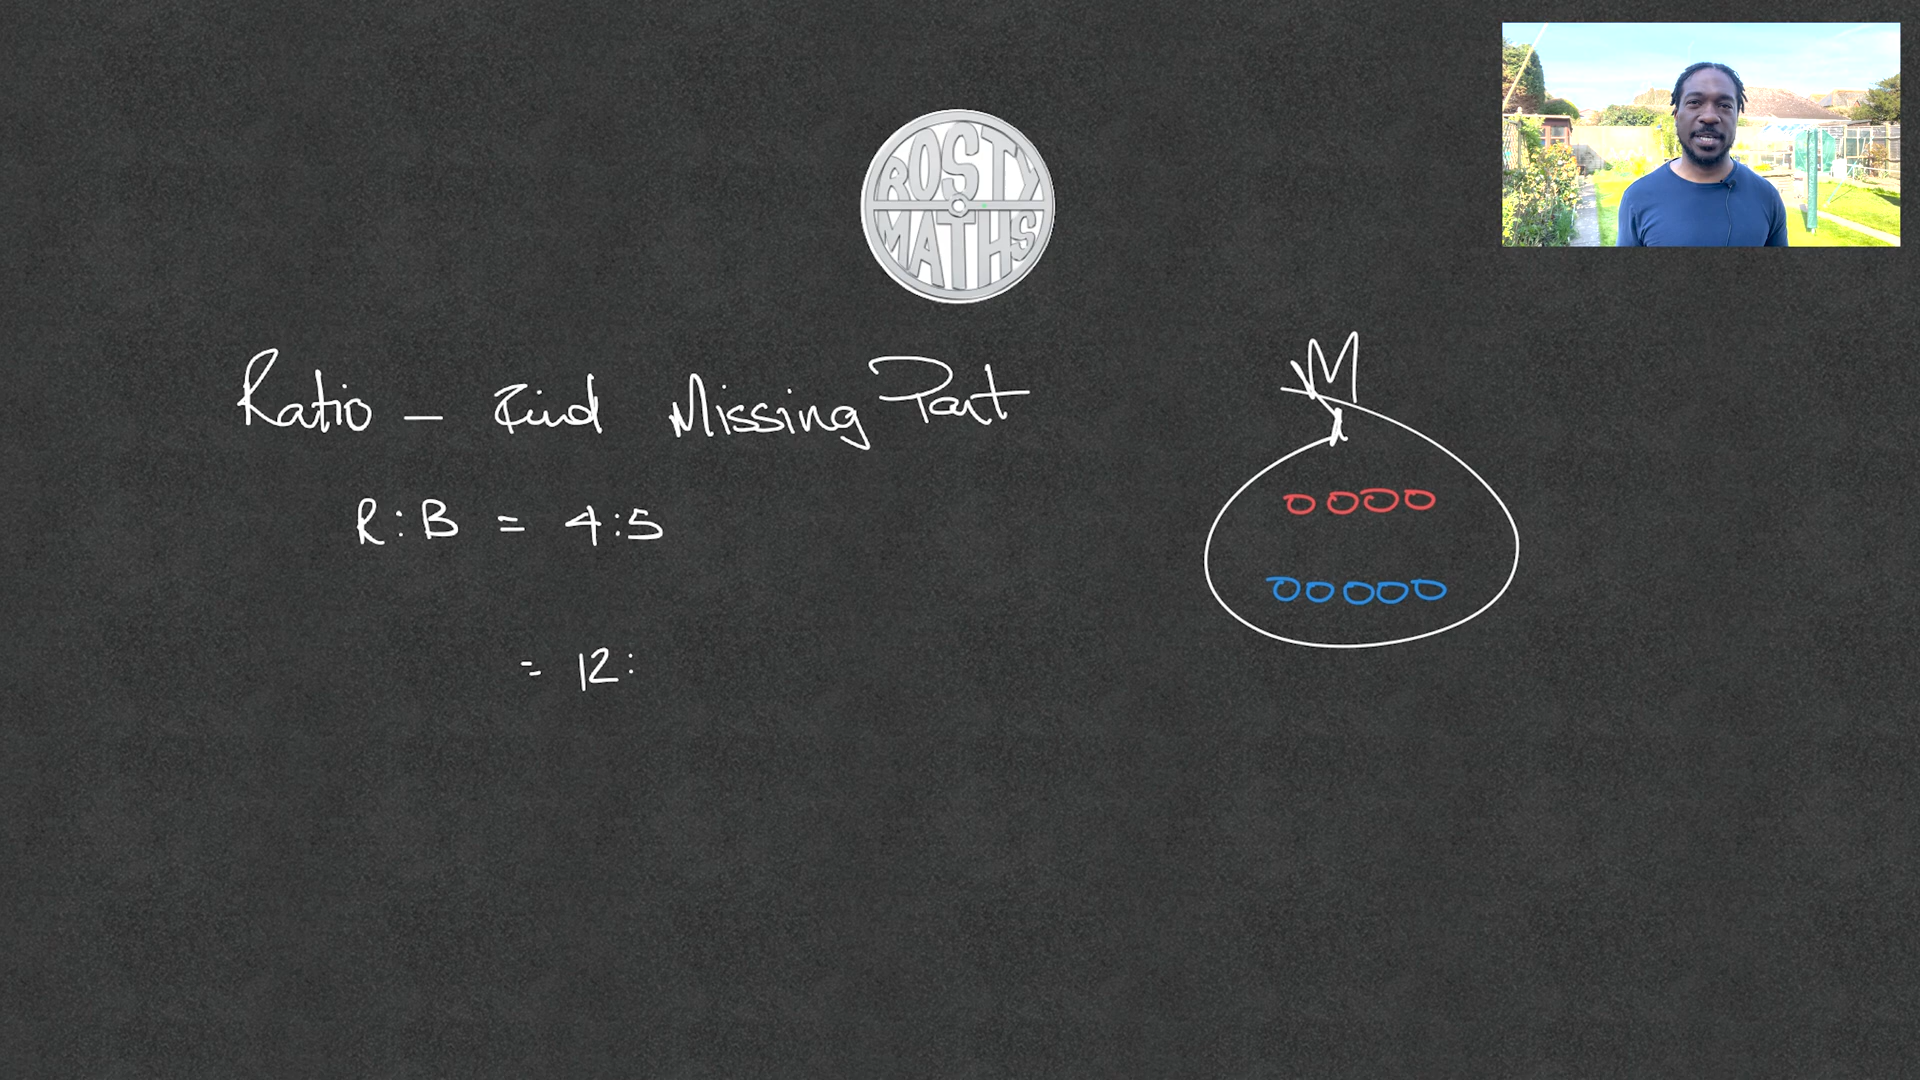 ROSTY
MATHS
Ratio - Find Missing Part
R:B = 4:5
= 12: